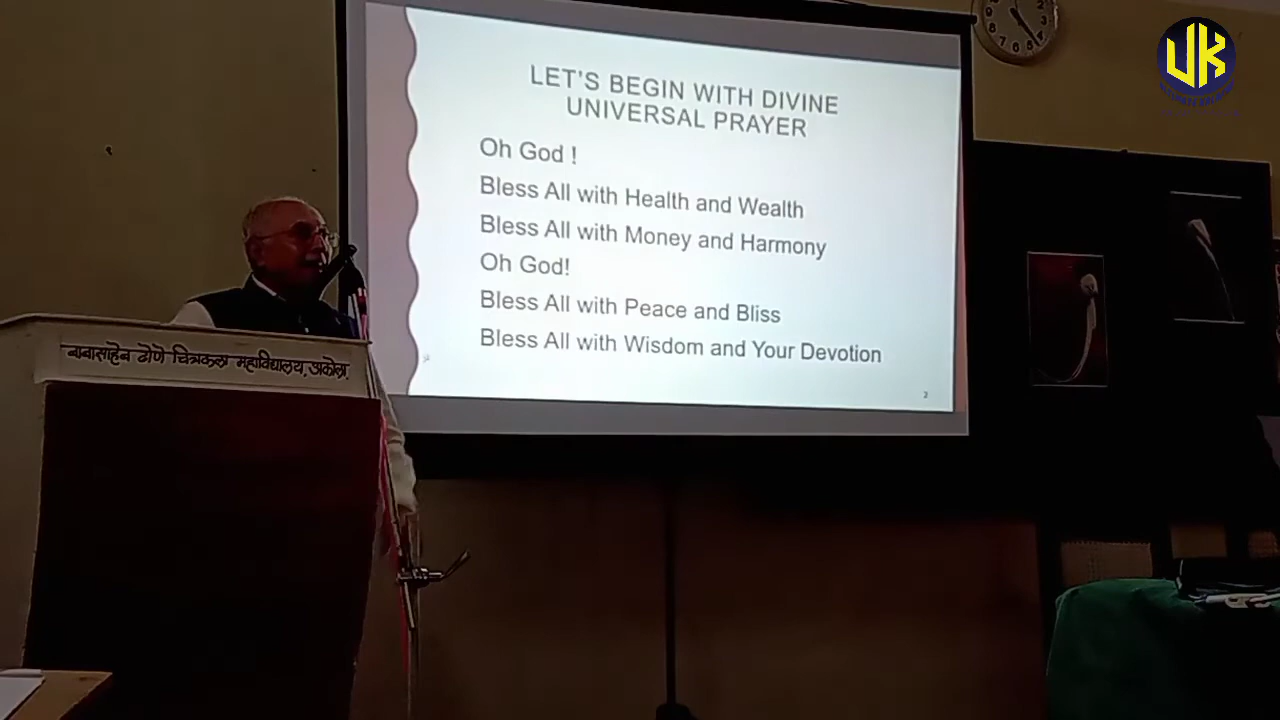 LET'S BEGIN WITH DIVINE
UNIVERSAL PRAYER
Oh God !
Bless All with Health and Wealth
Bless All with Money and Harmony
Oh God!
Bless All with Peace and Bliss
Bless All with Wisdom and Your Devotion
2
बाबासाहेब ढोणे चित्रकला महाविद्यालय, अकोला.
UK